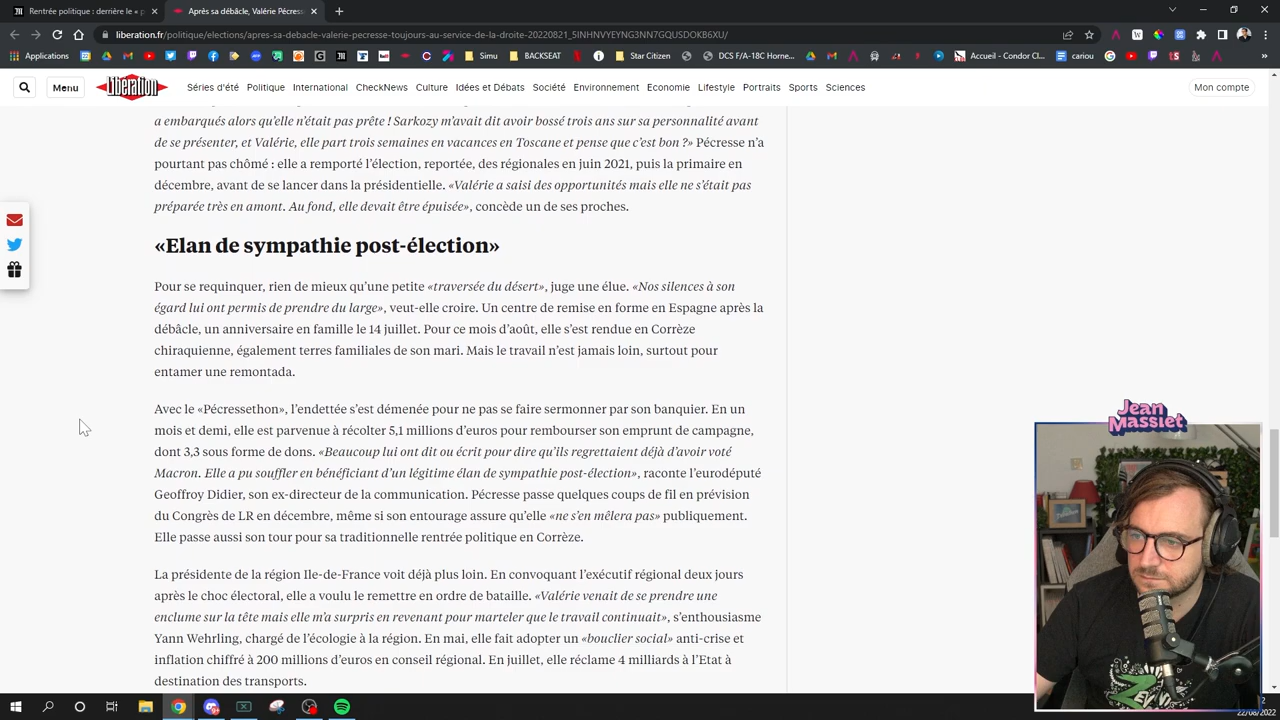 Rentrée politique : derrière le « p
Après sa débâcle, Valérie Pécress
liberation.fr/politique/elections/apres-sa-debacle-valerie-pecresse-toujours-au-service-de-la-droite-20220821_5INHNVYEYNG3NN7GQUSDOKB6XU/
Applications
Simu
BACKSEAT
Star Citizen
DCS F/A-18C Horne...
Accueil – Condor Cl...
cariou
Menu
Libération
Séries d'été
Politique
International
CheckNews
Culture
Idées et Débats
Société
Environnement
Economie
Lifestyle
Portraits
Sports
Sciences
Mon compte
a embarqués alors qu'elle n'était pas prête ! Sarkozy m'avait dit avoir bossé trois ans sur sa personnalité avant
de se présenter, et Valérie, elle part trois semaines en vacances en Toscane et pense que c'est bon ?» Pécresse n'a
pourtant pas chômé : elle a remporté l'élection, reportée, des régionales en juin 2021, puis la primaire en
décembre, avant de se lancer dans la présidentielle. «Valérie a saisi des opportunités mais elle ne s'était pas
préparée très en amont. Au fond, elle devait être épuisée», concède un de ses proches.
«Elan de sympathie post-élection»
Pour se requinquer, rien de mieux qu'une petite «traversée du désert», juge une élue. «Nos silences à son
égard lui ont permis de prendre du large», veut-elle croire. Un centre de remise en forme en Espagne après la
débâcle, un anniversaire en famille le 14 juillet. Pour ce mois d'août, elle s'est rendue en Corrèze
chiraquienne, également terres familiales de son mari. Mais le travail n'est jamais loin, surtout pour
entamer une remontada.
Avec le «Pécressethon», l'endettée s'est démenée pour ne pas se faire sermonner par son banquier. En un
mois et demi, elle est parvenue à récolter 5,1 millions d'euros pour rembourser son emprunt de campagne,
dont 3,3 sous forme de dons. «Beaucoup lui ont dit ou écrit pour dire qu'ils regrettaient déjà d'avoir voté
Macron. Elle a pu souffler en bénéficiant d'un légitime élan de sympathie post-élection», raconte l'eurodéputé
Geoffroy Didier, son ex-directeur de la communication. Pécresse passe quelques coups de fil en prévision
du Congrès de LR en décembre, même si son entourage assure qu'elle «ne s'en mêlera pas» publiquement.
Elle passe aussi son tour pour sa traditionnelle rentrée politique en Corrèze.
La présidente de la région Ile-de-France voit déjà plus loin. En convoquant l'exécutif régional deux jours
après le choc électoral, elle a voulu le remettre en ordre de bataille. «Valérie venait de se prendre une
enclume sur la tête mais elle m'a surpris en revenant pour marteler que le travail continuait», s'enthousiasme
Yann Wehrling, chargé de l'écologie à la région. En mai, elle fait adopter un «bouclier social» anti-crise et
inflation chiffré à 200 millions d'euros en conseil régional. En juillet, elle réclame 4 milliards à l'Etat à
destination des transports.
Jean
Massiet